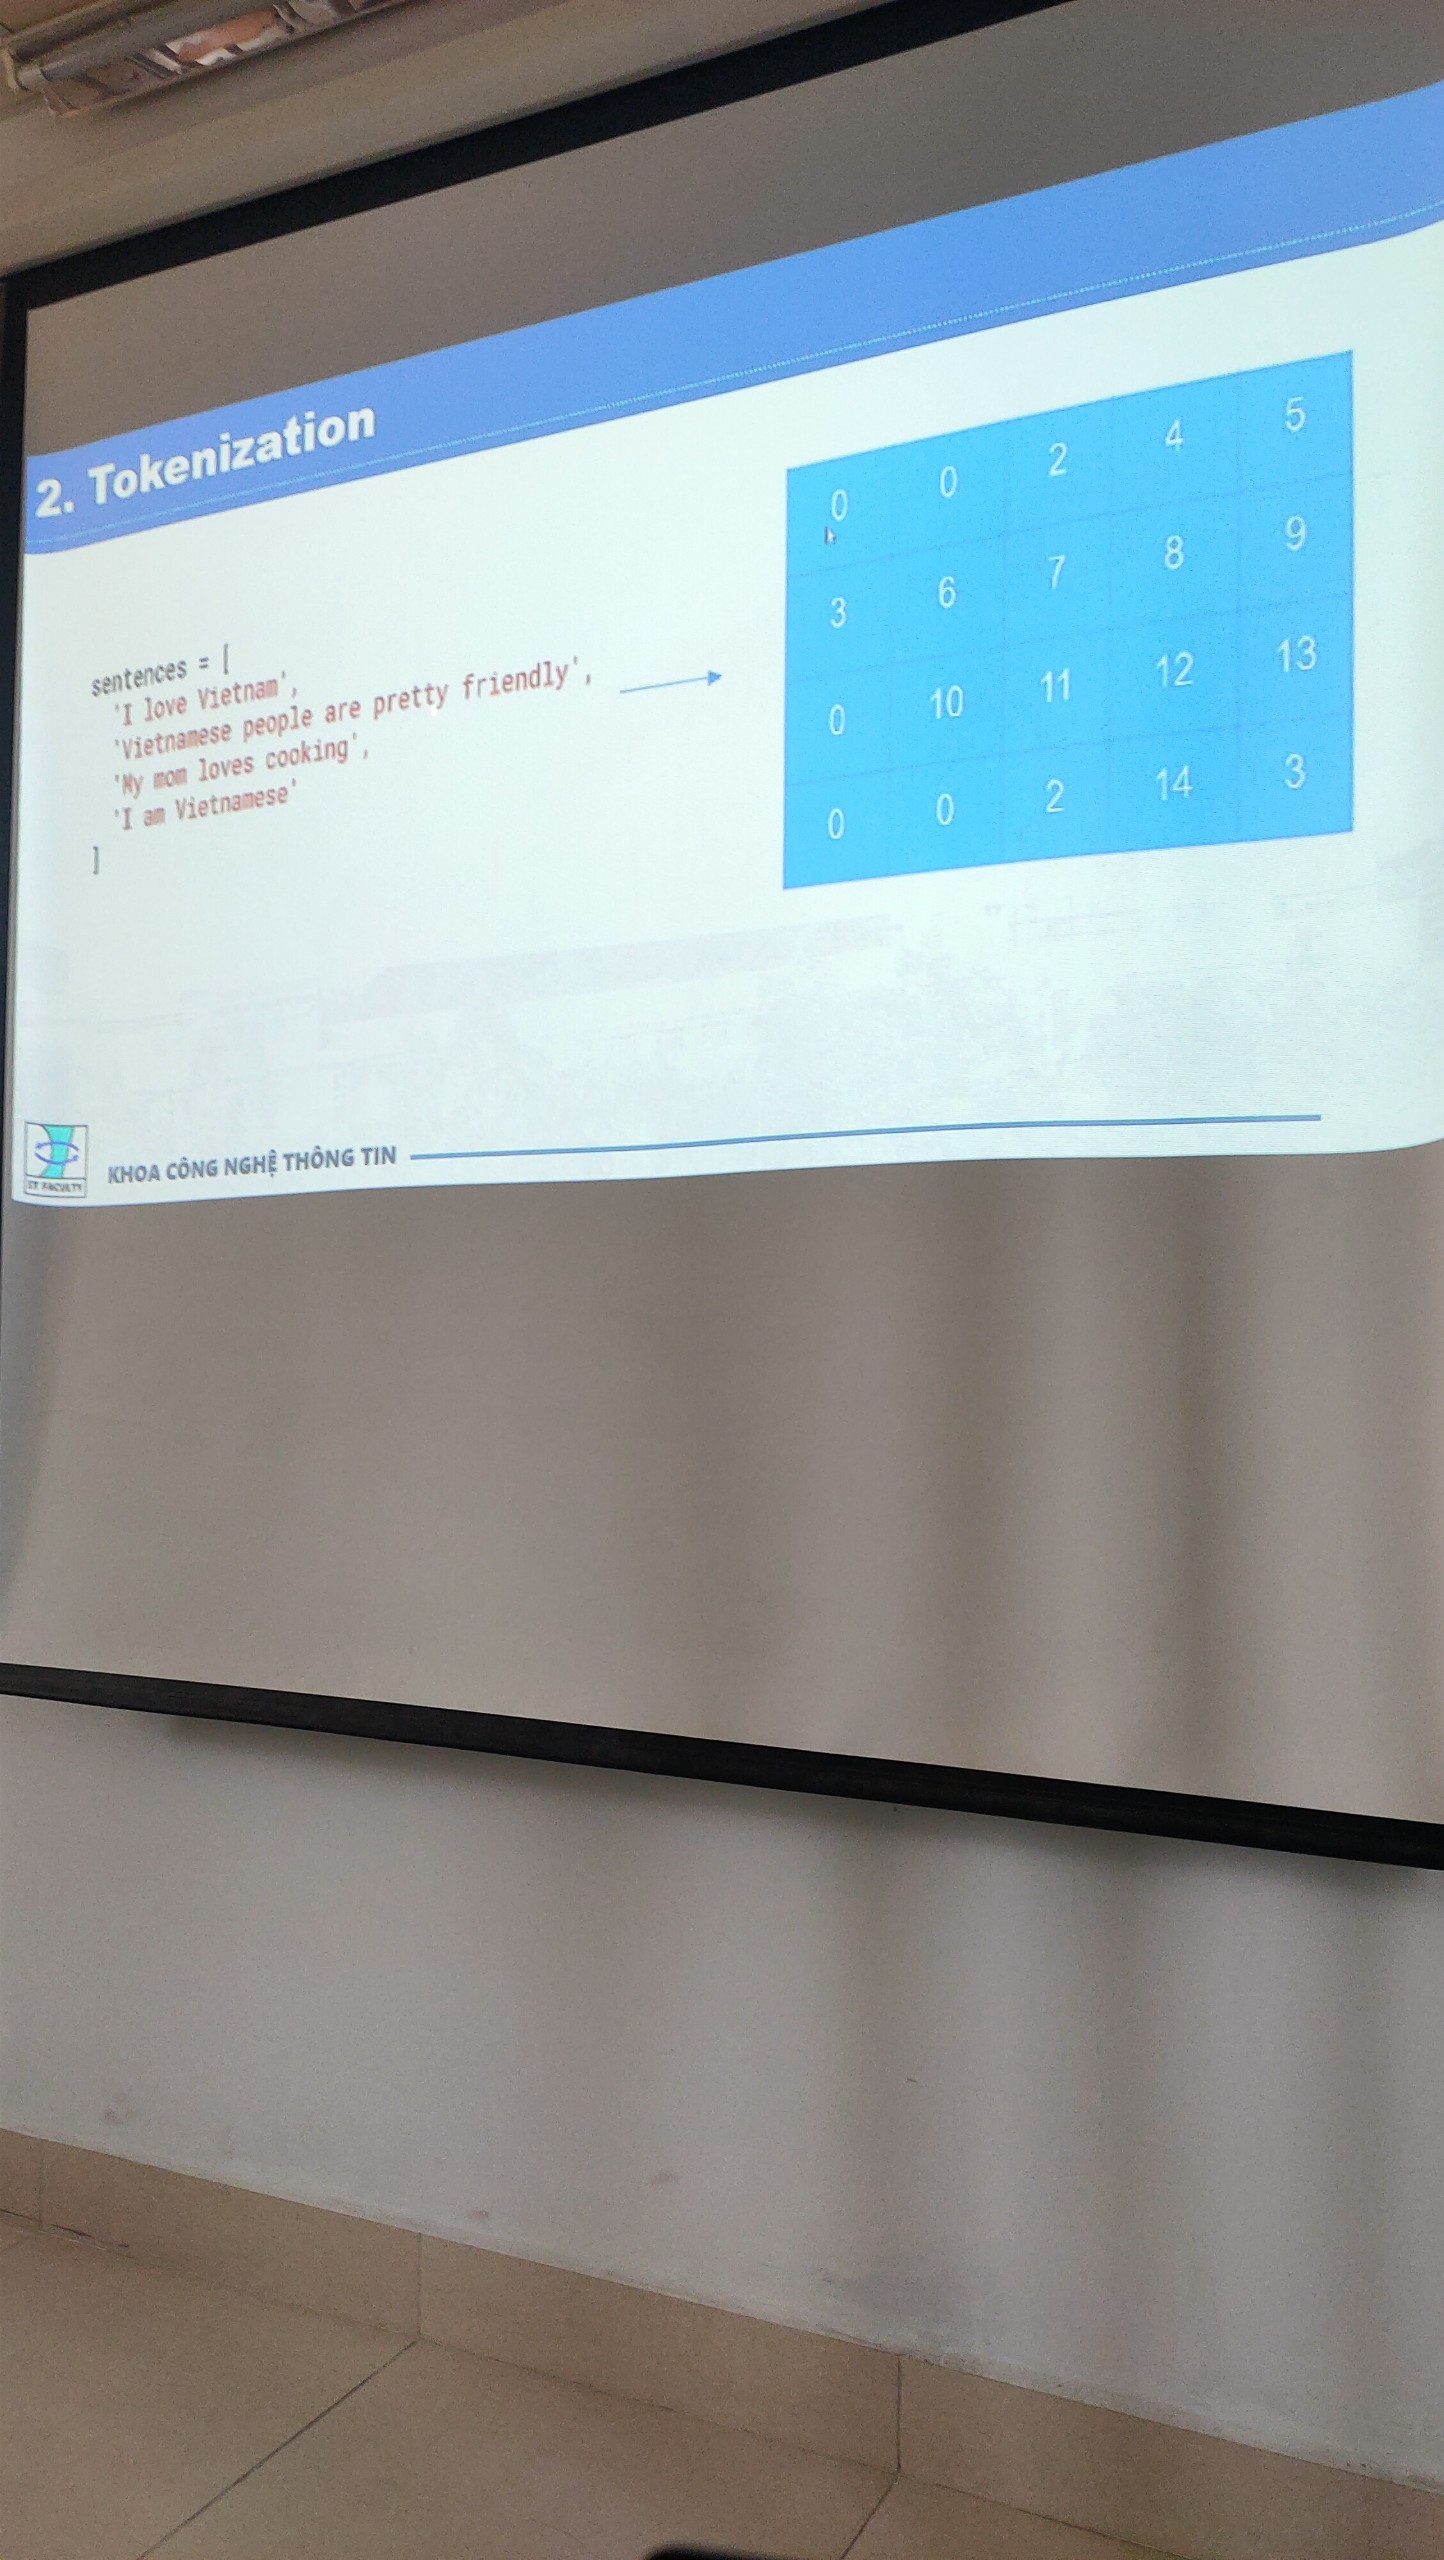 2. Tokenization
sentences = [
'I love Vietnam',
'Vietnamese people are pretty friendly',
'My mom loves cooking',
'I am Vietnamese'
]
0 0 2 4 5
3 6 7 8 9
0 10 11 12 13
0 0 2 14 3
IT FACULTY
KHOA CÔNG NGHỆ THÔNG TIN